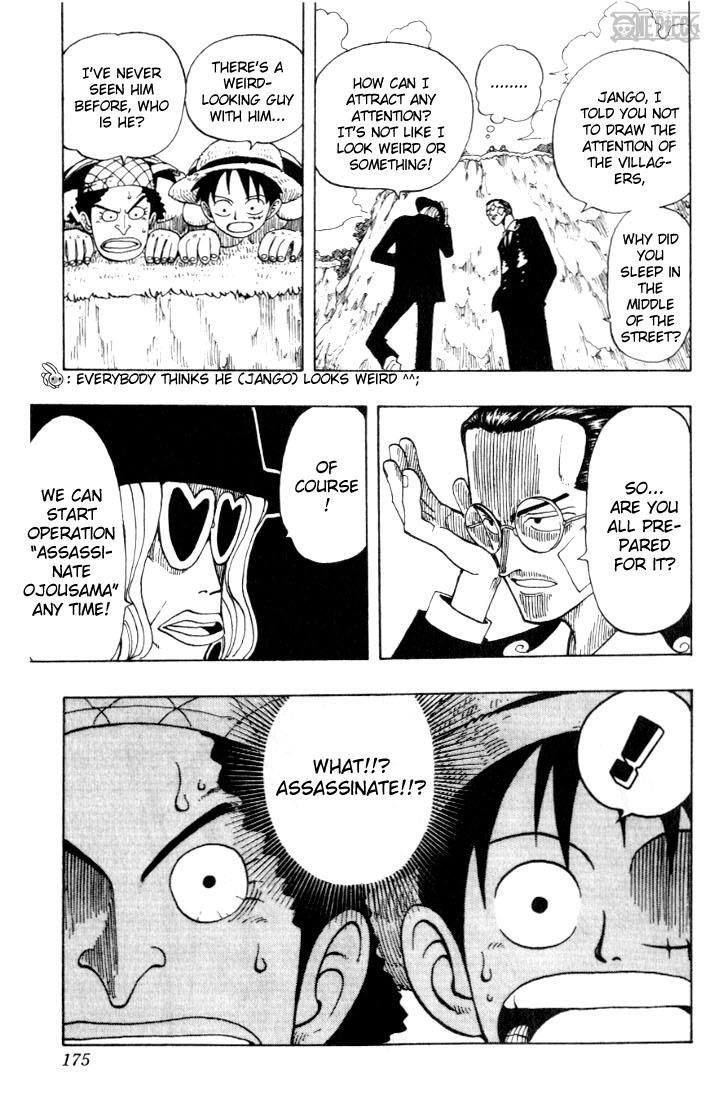 ONE PIECE
JANGO, I
TOLD YOU NOT
TO DRAW THE
ATTENTION OF
THE VILLAG-
ERS,
WHY DID
YOU
SLEEP IN
THE
MIDDLE
OF THE
STREET?
........
HOW CAN I
ATTRACT ANY
ATTENTION?
IT'S NOT LIKE I
LOOK WEIRD OR
SOMETHING!
THERE'S A
WEIRD-
LOOKING GUY
WITH HIM...
I'VE NEVER
SEEN HIM
BEFORE, WHO
IS HE?
: EVERYBODY THINKS HE (JANGO) LOOKS WEIRD ^^;
SO...
ARE YOU
ALL PRE-
PARED
FOR IT?
OF
COURSE
!
WE CAN
START
OPERATION
"ASSASSI-
NATE
OJOUSAMA"
ANY TIME!
!
WHAT!!?
ASSASSINATE!!?
175